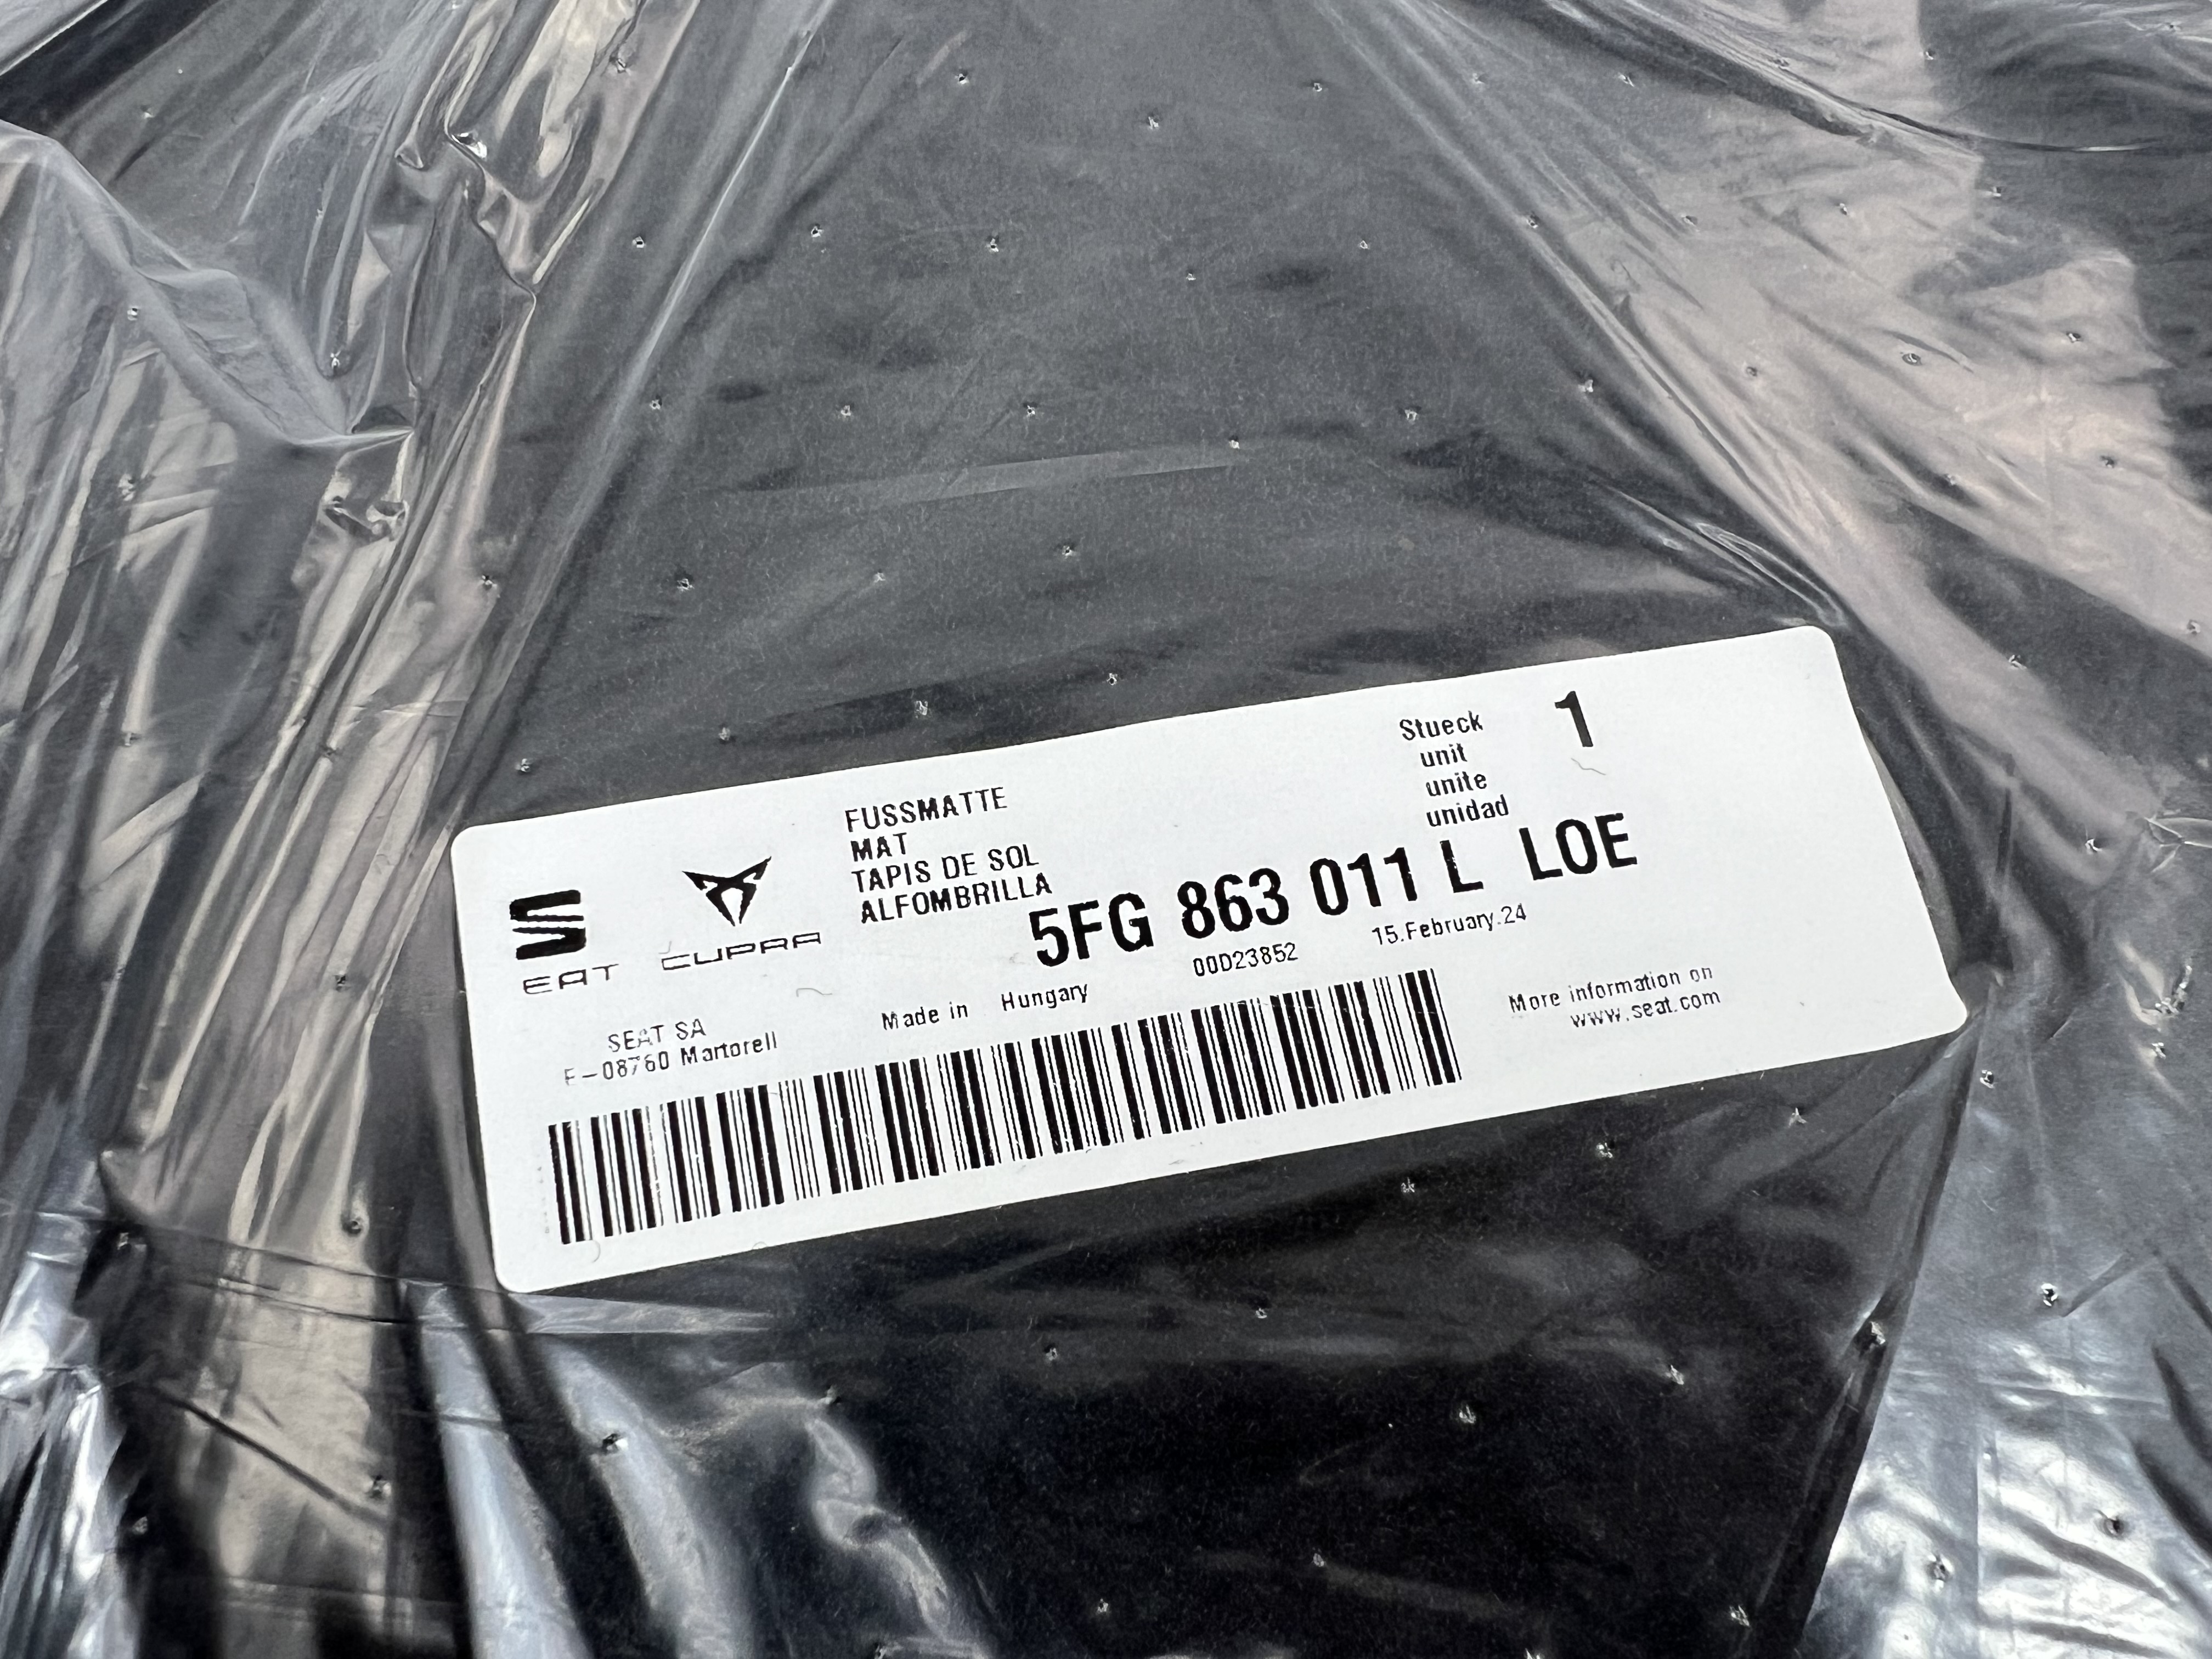 Stueck 1
unit
unite
unidad
FUSSMATTE
MAT
TAPIS DE SOL
ALFOMBRILLA
5FG 863 011 L LOE
00D23852 15.February.24
SEAT
CUPRA
Made in Hungary
More information on
www.seat.com
SEAT SA
E-08760 Martorell